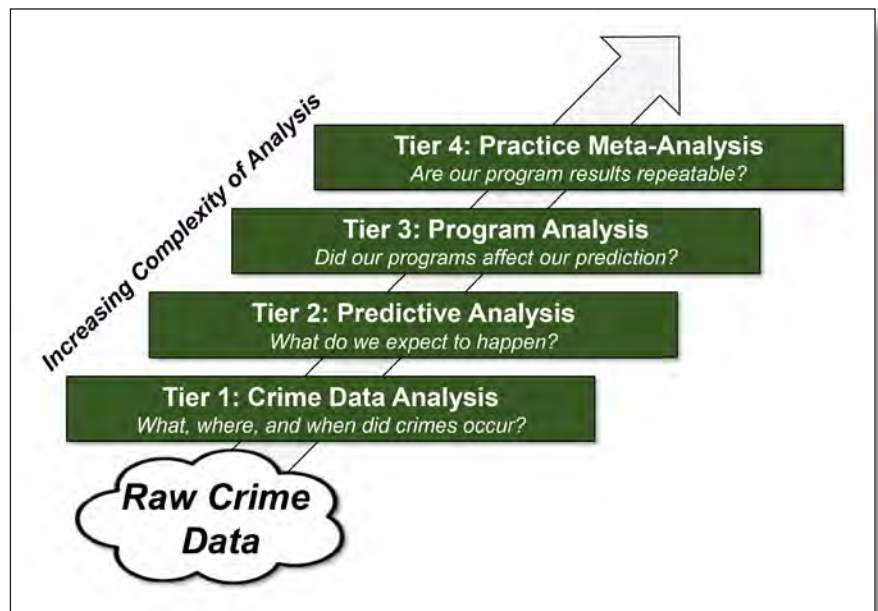 Increasing Complexity of Analysis
Tier 4: Practice Meta-Analysis
Are our program results repeatable?
Tier 3: Program Analysis
Did our programs affect our prediction?
Tier 2: Predictive Analysis
What do we expect to happen?
Tier 1: Crime Data Analysis
What, where, and when did crimes occur?
Raw Crime
Data